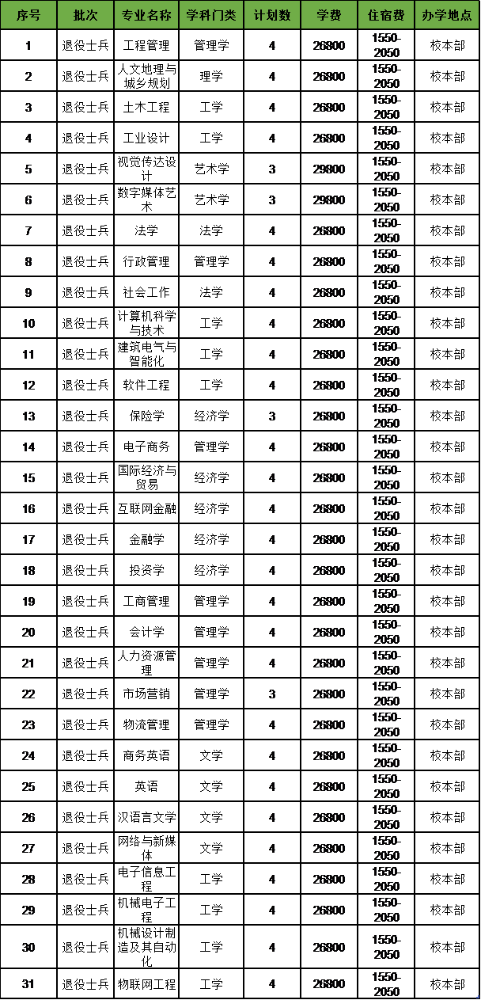 序号 批次 专业名称 学科门类 计划数 学费 住宿费 办学地点
1 退役士兵 工程管理 管理学 4 26800 1550-2050 校本部
2 退役士兵 人文地理与城乡规划 理学 4 26800 1550-2050 校本部
3 退役士兵 土木工程 工学 4 26800 1550-2050 校本部
4 退役士兵 工业设计 工学 4 26800 1550-2050 校本部
5 退役士兵 视觉传达设计 艺术学 3 29800 1550-2050 校本部
6 退役士兵 数字媒体艺术 艺术学 3 29800 1550-2050 校本部
7 退役士兵 法学 法学 4 26800 1550-2050 校本部
8 退役士兵 行政管理 管理学 4 26800 1550-2050 校本部
9 退役士兵 社会工作 法学 4 26800 1550-2050 校本部
10 退役士兵 计算机科学与技术 工学 4 26800 1550-2050 校本部
11 退役士兵 建筑电气与智能化 工学 4 26800 1550-2050 校本部
12 退役士兵 软件工程 工学 4 26800 1550-2050 校本部
13 退役士兵 保险学 经济学 3 26800 1550-2050 校本部
14 退役士兵 电子商务 管理学 4 26800 1550-2050 校本部
15 退役士兵 国际经济与贸易 经济学 4 26800 1550-2050 校本部
16 退役士兵 互联网金融 经济学 4 26800 1550-2050 校本部
17 退役士兵 金融学 经济学 4 26800 1550-2050 校本部
18 退役士兵 投资学 经济学 4 26800 1550-2050 校本部
19 退役士兵 工商管理 管理学 4 26800 1550-2050 校本部
20 退役士兵 会计学 管理学 4 26800 1550-2050 校本部
21 退役士兵 人力资源管理 管理学 4 26800 1550-2050 校本部
22 退役士兵 市场营销 管理学 3 26800 1550-2050 校本部
23 退役士兵 物流管理 管理学 4 26800 1550-2050 校本部
24 退役士兵 商务英语 文学 4 26800 1550-2050 校本部
25 退役士兵 英语 文学 4 26800 1550-2050 校本部
26 退役士兵 汉语言文学 文学 4 26800 1550-2050 校本部
27 退役士兵 网络与新媒体 文学 4 26800 1550-2050 校本部
28 退役士兵 电子信息工程 工学 4 26800 1550-2050 校本部
29 退役士兵 机械电子工程 工学 4 26800 1550-2050 校本部
30 退役士兵 机械设计制造及其自动化 工学 4 26800 1550-2050 校本部
31 退役士兵 物联网工程 工学 4 26800 1550-2050 校本部